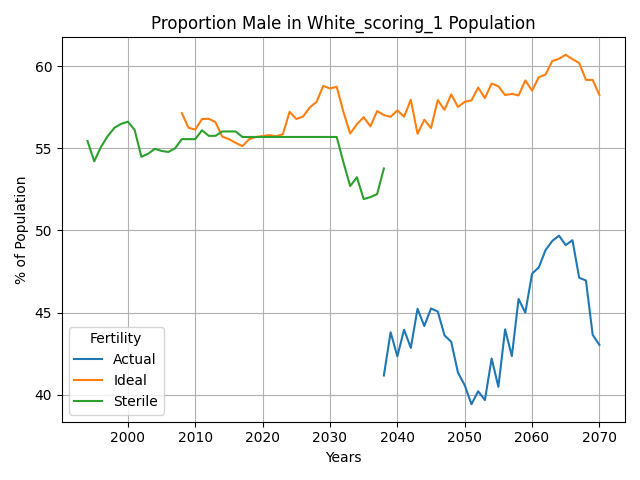 Proportion Male in White_scoring_1 Population
% of Population
60
55
50
45
40
Fertility
Actual
Ideal
Sterile
2000 2010 2020 2030 2040 2050 2060 2070
Years